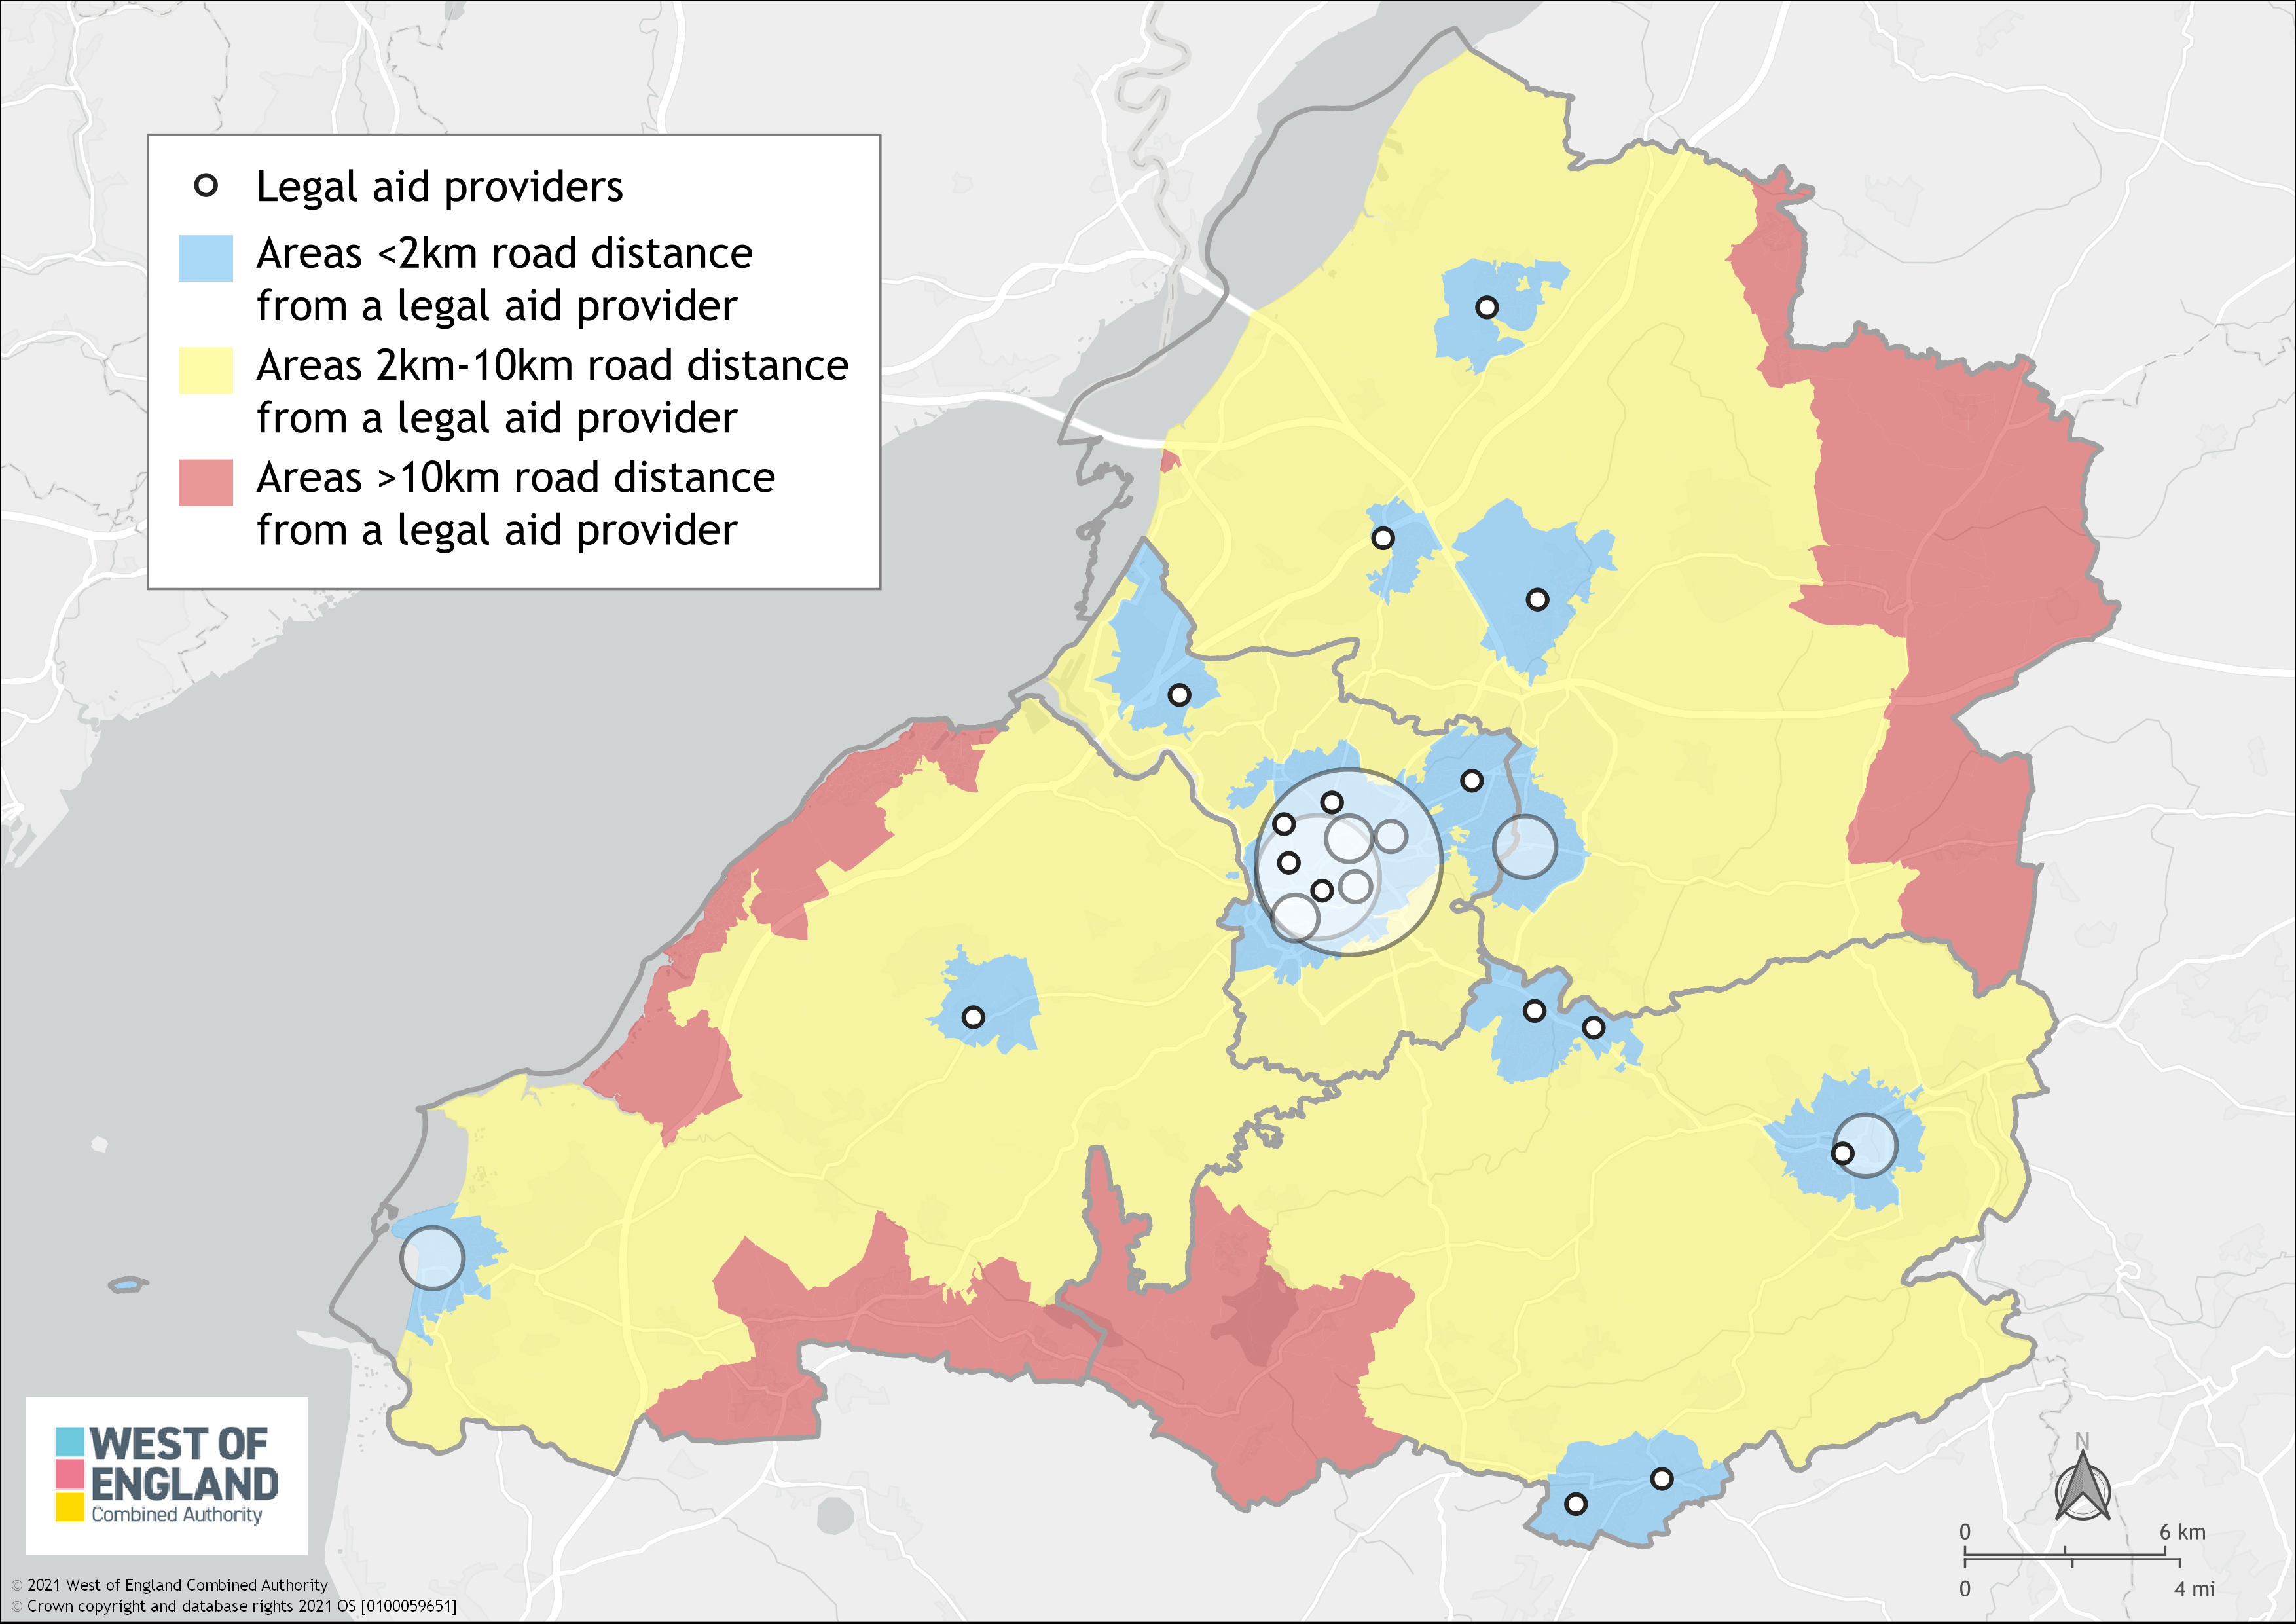 Legal aid providers
Areas <2km road distance
from a legal aid provider
Areas 2km-10km road distance
from a legal aid provider
Areas >10km road distance
from a legal aid provider
WEST OF
ENGLAND
Combined Authority
N
0 6 km
0 4 mi
© 2021 West of England Combined Authority
© Crown copyright and database rights 2021 OS [0100059651]